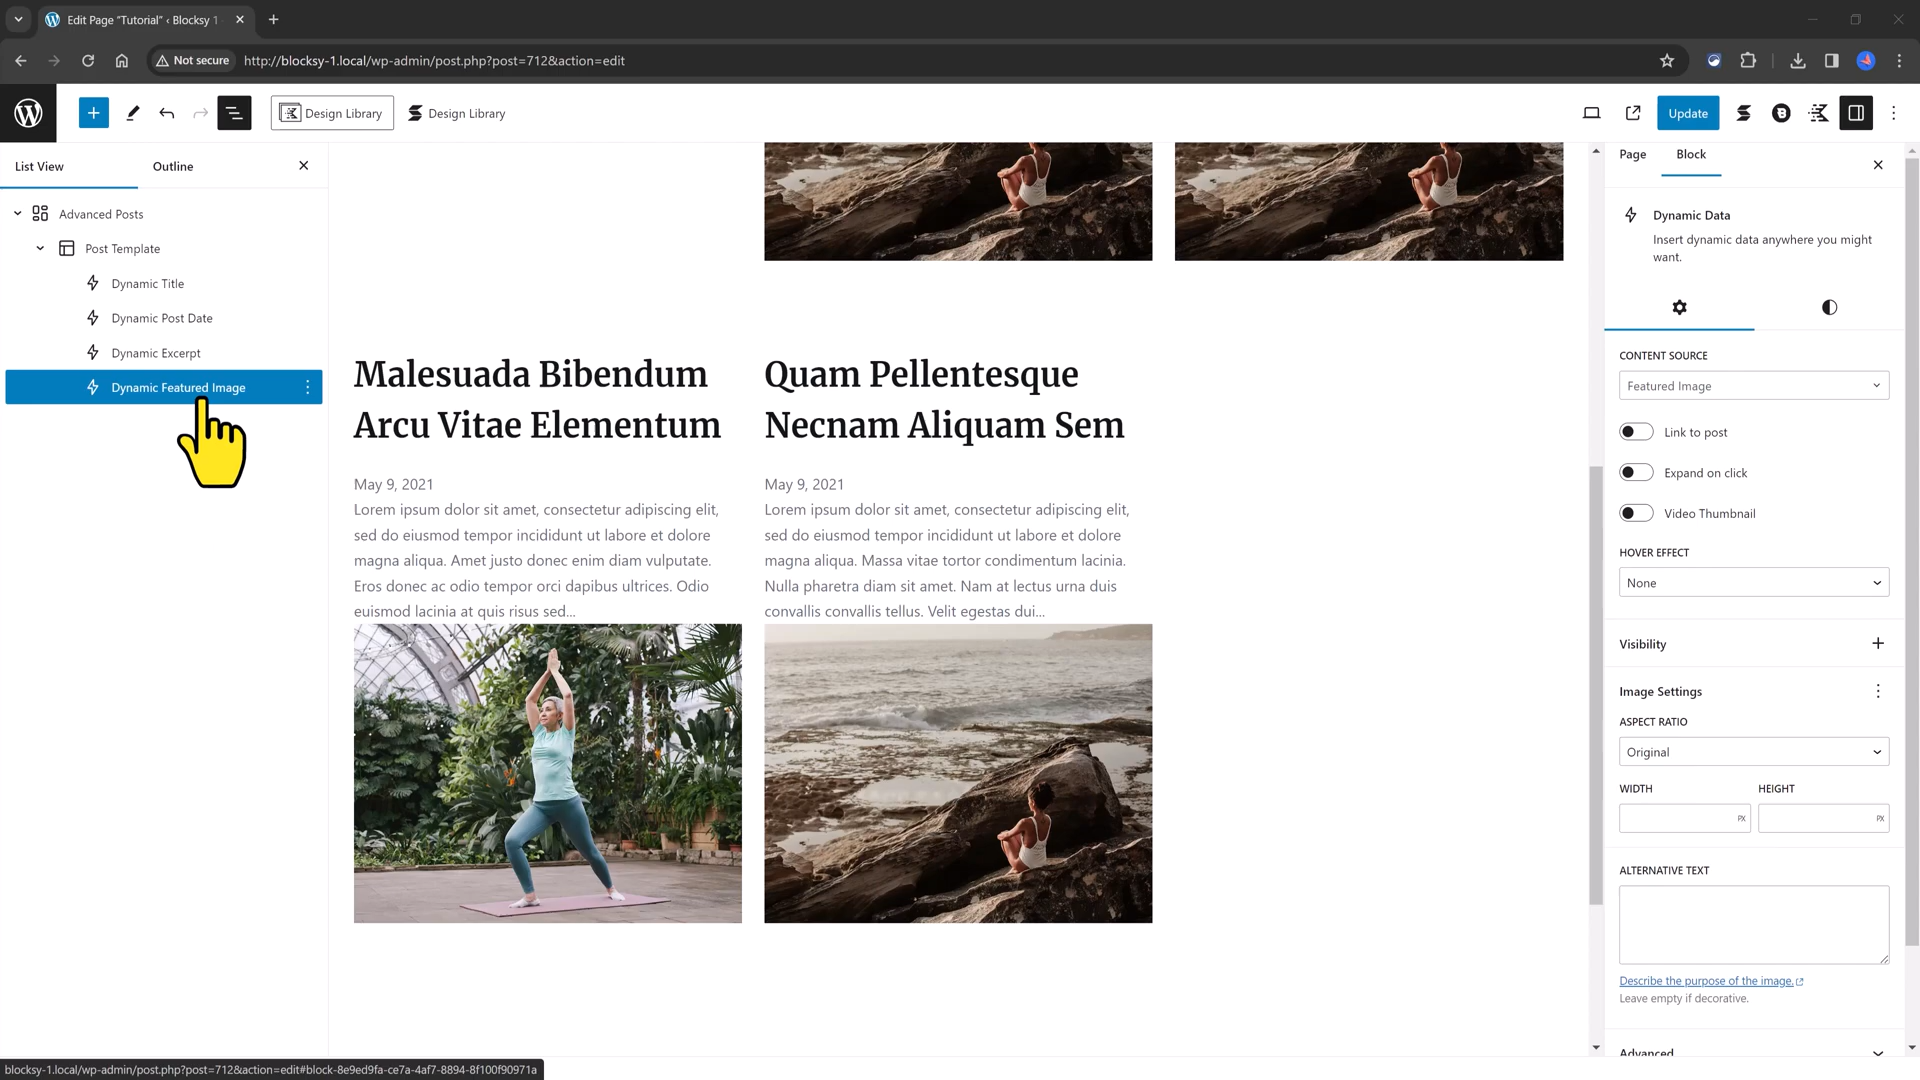 Edit Page "Tutorial" ‹ Blocksy 1
Not secure
http://blocksy-1.local/wp-admin/post.php?post=712&action=edit
Design Library
Design Library
Update
List View
Outline
Advanced Posts
Post Template
Dynamic Title
Dynamic Post Date
Dynamic Excerpt
Dynamic Featured Image
Malesuada Bibendum
Arcu Vitae Elementum
May 9, 2021
Lorem ipsum dolor sit amet, consectetur adipiscing elit,
sed do eiusmod tempor incididunt ut labore et dolore
magna aliqua. Amet justo donec enim diam vulputate.
Eros donec ac odio tempor orci dapibus ultrices. Odio
euismod lacinia at quis risus sed...
Quam Pellentesque
Necnam Aliquam Sem
May 9, 2021
Lorem ipsum dolor sit amet, consectetur adipiscing elit,
sed do eiusmod tempor incididunt ut labore et dolore
magna aliqua. Massa vitae tortor condimentum lacinia.
Nulla pharetra diam sit amet. Nam at lectus urna duis
convallis convallis tellus. Velit egestas dui...
Page
Block
Dynamic Data
Insert dynamic data anywhere you might
want.
CONTENT SOURCE
Featured Image
Link to post
Expand on click
Video Thumbnail
HOVER EFFECT
None
Visibility
Image Settings
ASPECT RATIO
Original
WIDTH
HEIGHT
PX
PX
ALTERNATIVE TEXT
Describe the purpose of the image.
Leave empty if decorative.
Advanced
blocksy-1.local/wp-admin/post.php?post=712&action=edit#block-8e9ed9fa-ce7a-4af7-8894-8f100f90971a